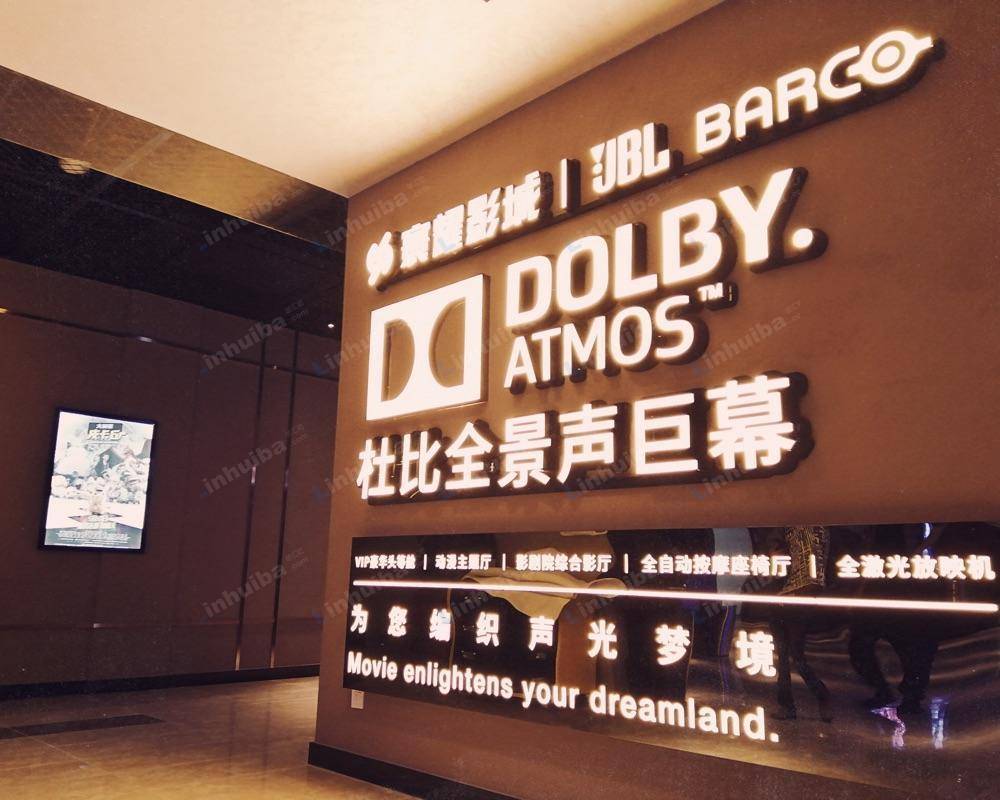 寰耀影城 | JBL BARCO
DOLBY.
ATMOS™
杜比全景声巨幕
VIP豪华头等舱 | 动漫主题厅 | 影剧院综合影厅 | 全自动按摩座椅厅 | 全激光放映机
为您编织声光梦境
Movie enlightens your dreamland.
inhuiba